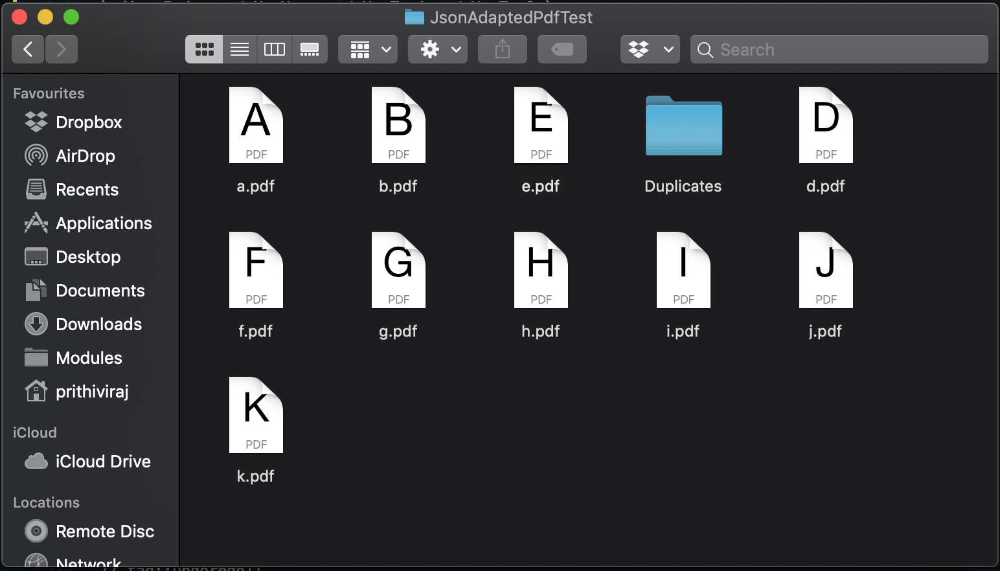 JsonAdaptedPdfTest
Search
Favourites
Dropbox
AirDrop
Recents
Applications
Desktop
Documents
Downloads
Modules
prithiviraj
iCloud
iCloud Drive
Locations
Remote Disc
Network
A B E D
PDF PDF PDF PDF
a.pdf b.pdf e.pdf Duplicates d.pdf
F G H I J
PDF PDF PDF PDF PDF
f.pdf g.pdf h.pdf i.pdf j.pdf
K
PDF
k.pdf